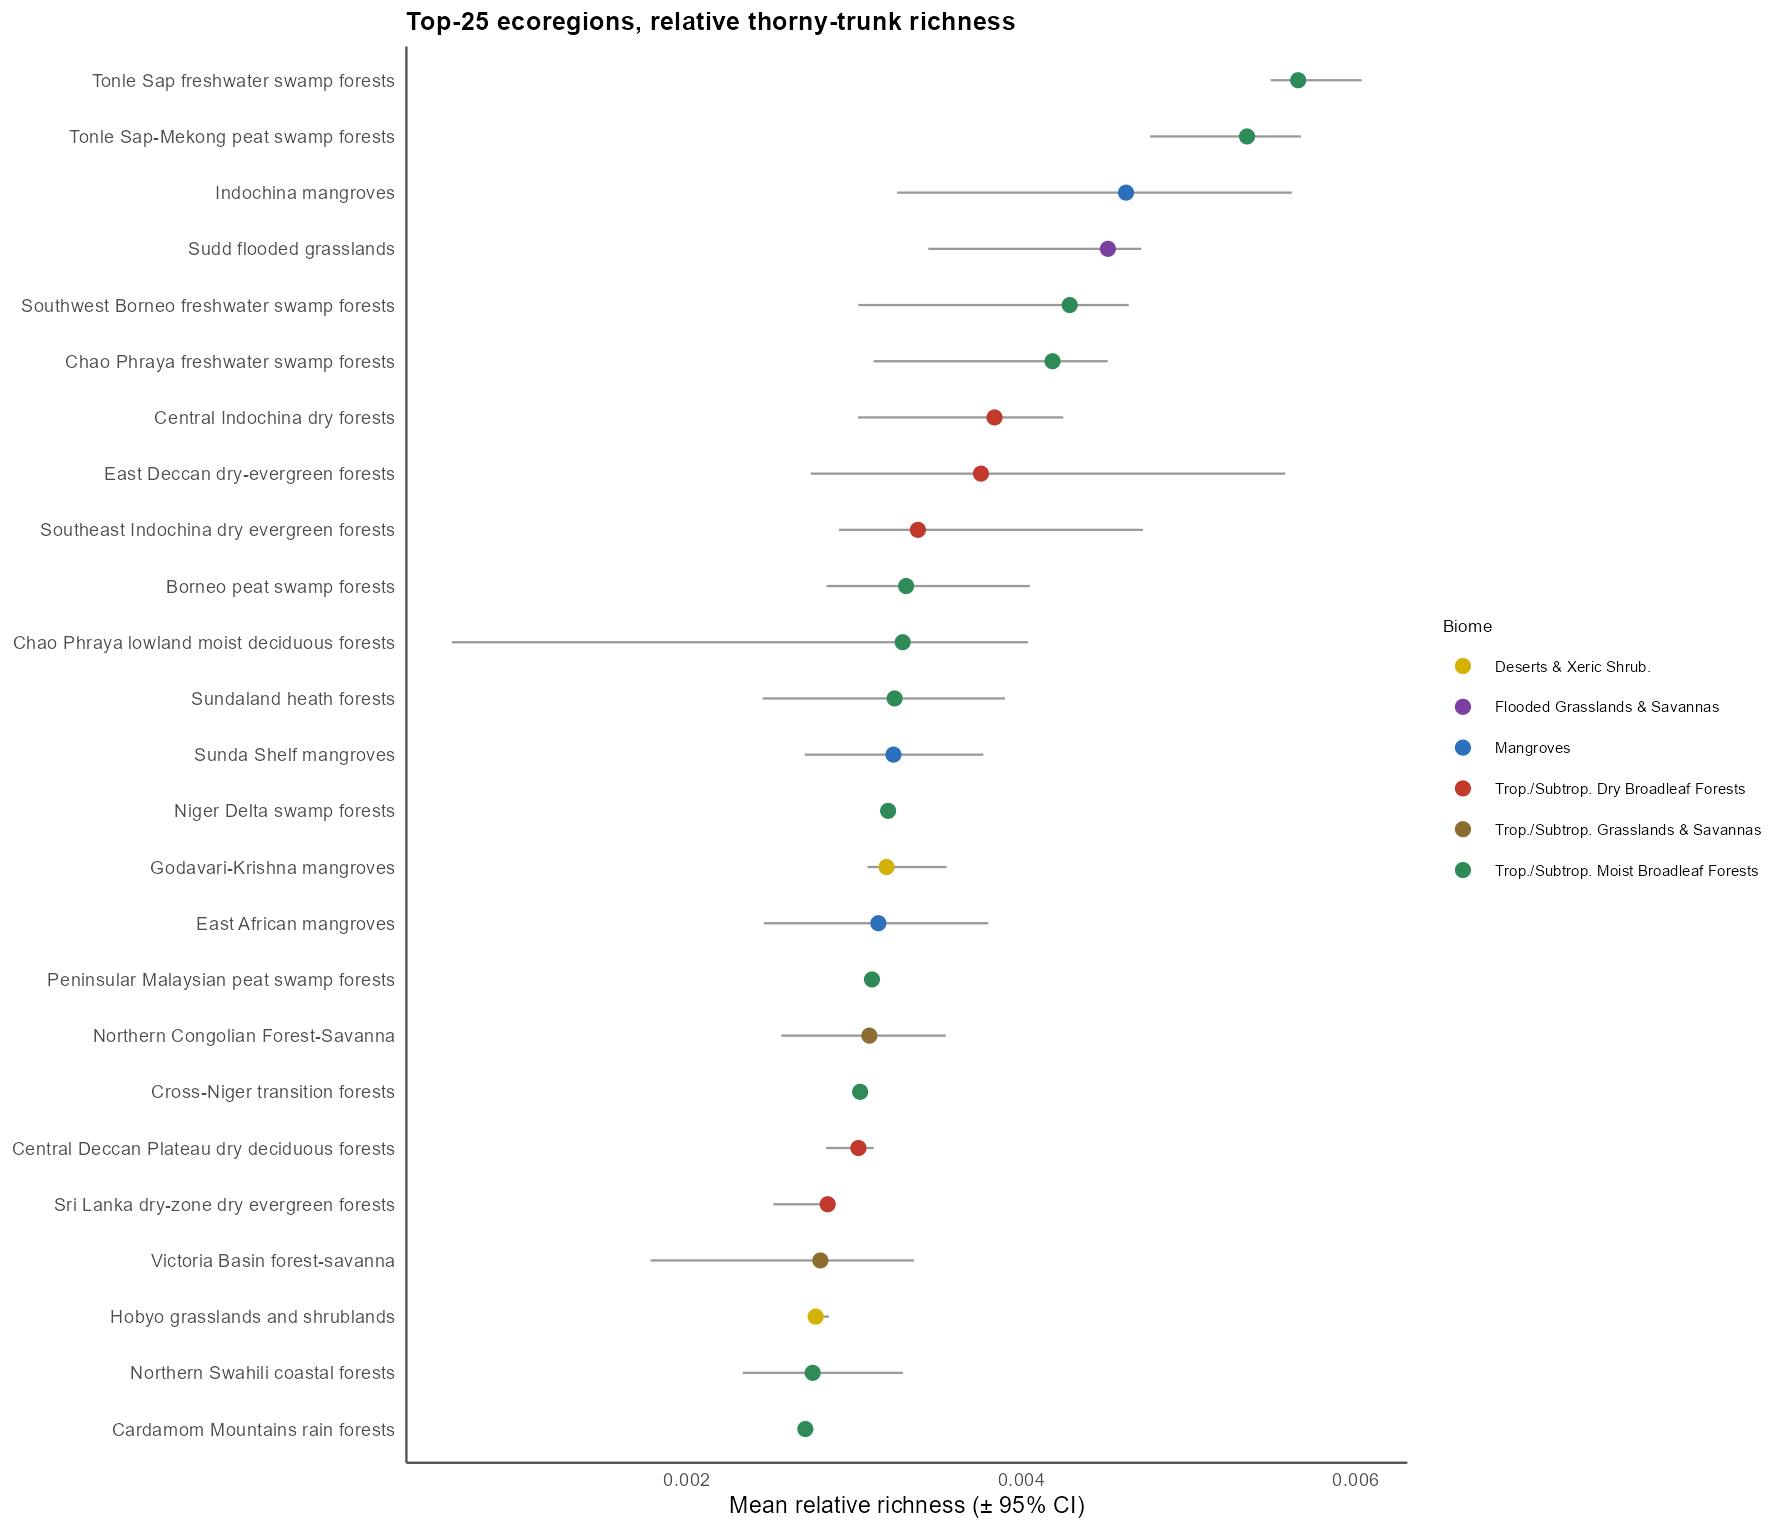 Top-25 ecoregions, relative thorny-trunk richness
Tonle Sap freshwater swamp forests
Tonle Sap-Mekong peat swamp forests
Indochina mangroves
Sudd flooded grasslands
Southwest Borneo freshwater swamp forests
Chao Phraya freshwater swamp forests
Central Indochina dry forests
East Deccan dry-evergreen forests
Southeast Indochina dry evergreen forests
Borneo peat swamp forests
Chao Phraya lowland moist deciduous forests
Sundaland heath forests
Sunda Shelf mangroves
Niger Delta swamp forests
Godavari-Krishna mangroves
East African mangroves
Peninsular Malaysian peat swamp forests
Northern Congolian Forest-Savanna
Cross-Niger transition forests
Central Deccan Plateau dry deciduous forests
Sri Lanka dry-zone dry evergreen forests
Victoria Basin forest-savanna
Hobyo grasslands and shrublands
Northern Swahili coastal forests
Cardamom Mountains rain forests
0.002 0.004 0.006
Mean relative richness (± 95% CI)
Biome
Deserts & Xeric Shrub.
Flooded Grasslands & Savannas
Mangroves
Trop./Subtrop. Dry Broadleaf Forests
Trop./Subtrop. Grasslands & Savannas
Trop./Subtrop. Moist Broadleaf Forests